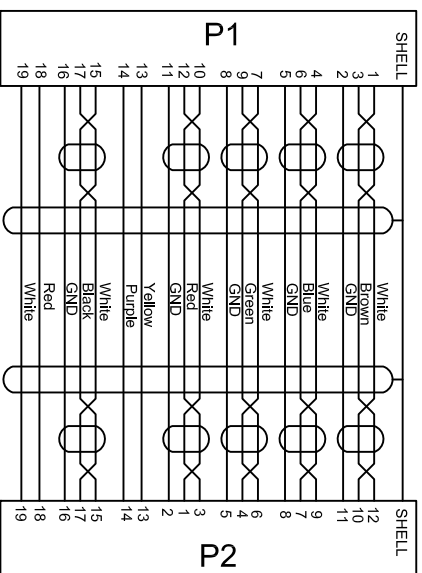 P1
19
18
16
17
15
14
13
11
12
10
8
9
7
5
6
4
2
3
1
SHELL
White
Red
GND
Black
White
Purple
Yellow
GND
Red
White
GND
Green
White
GND
Blue
White
GND
Brown
White
19
18
16
17
15
14
13
2
1
3
5
4
6
8
7
9
11
10
12
SHELL
P2